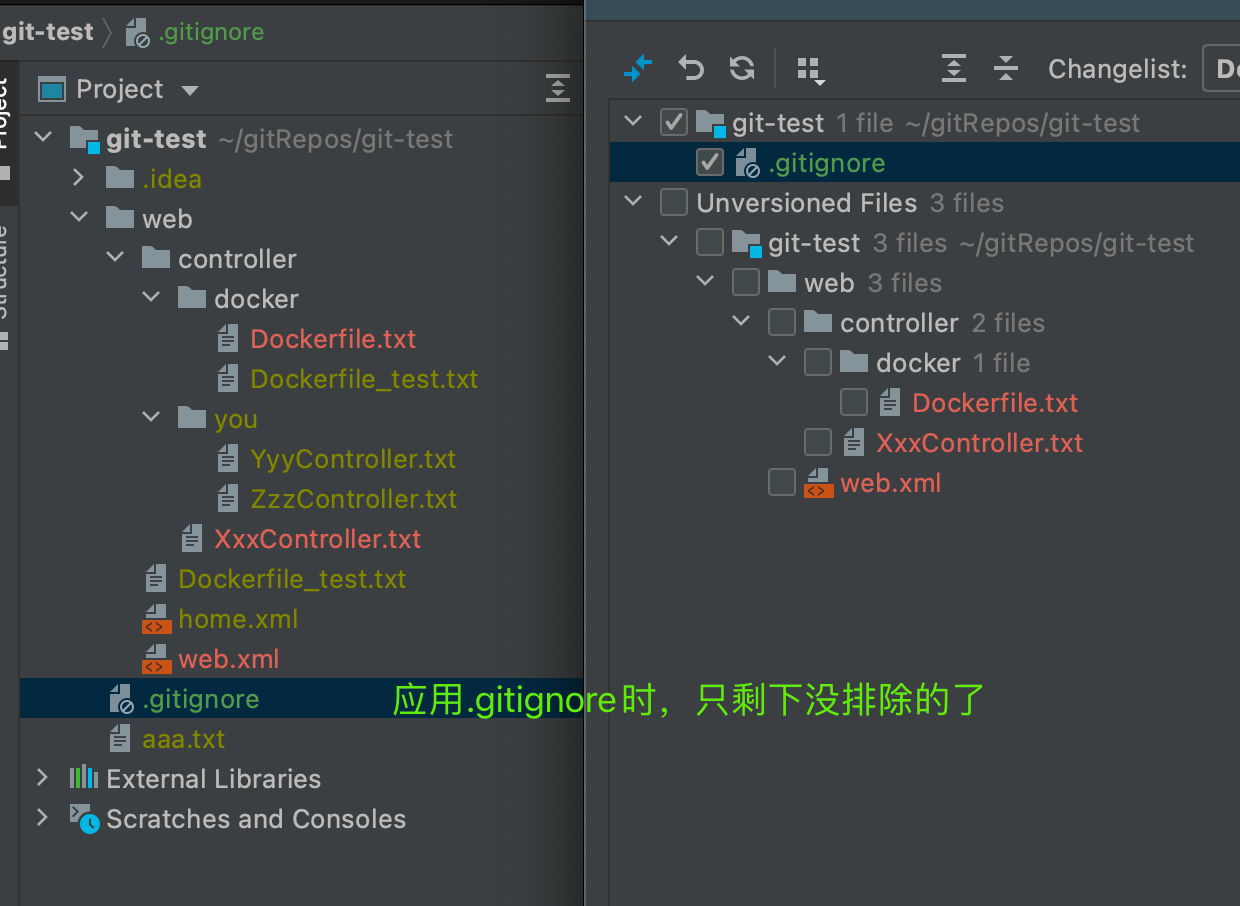 git-test
.gitignore
Project
Structure
Project
git-test ~/gitRepos/git-test
.idea
web
controller
docker
Dockerfile.txt
Dockerfile_test.txt
you
YyyController.txt
ZzzController.txt
XxxController.txt
Dockerfile_test.txt
home.xml
web.xml
.gitignore
aaa.txt
External Libraries
Scratches and Consoles
应用.gitignore时，只剩下没排除的了
Changelist:
git-test 1 file ~/gitRepos/git-test
.gitignore
Unversioned Files 3 files
git-test 3 files ~/gitRepos/git-test
web 3 files
controller 2 files
docker 1 file
Dockerfile.txt
XxxController.txt
web.xml